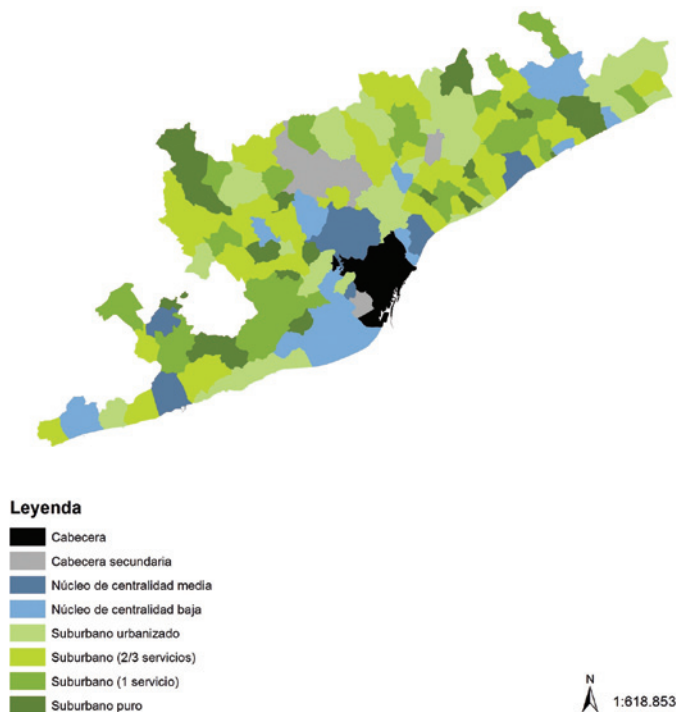 Leyenda
Cabecera
Cabecera secundaria
Núcleo de centralidad media
Núcleo de centralidad baja
Suburbano urbanizado
Suburbano (2/3 servicios)
Suburbano (1 servicio)
Suburbano puro
N
1:618.853